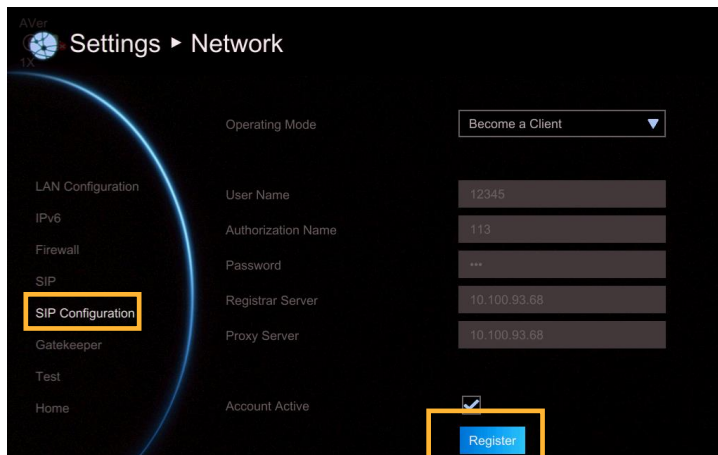 AVer
1X
Settings ► Network
Operating Mode
Become a Client ▼
LAN Configuration
IPv6
Firewall
SIP
SIP Configuration
Gatekeeper
Test
Home
User Name
12345
Authorization Name
113
Password
•••
Registrar Server
10.100.93.68
Proxy Server
10.100.93.68
Account Active
Register